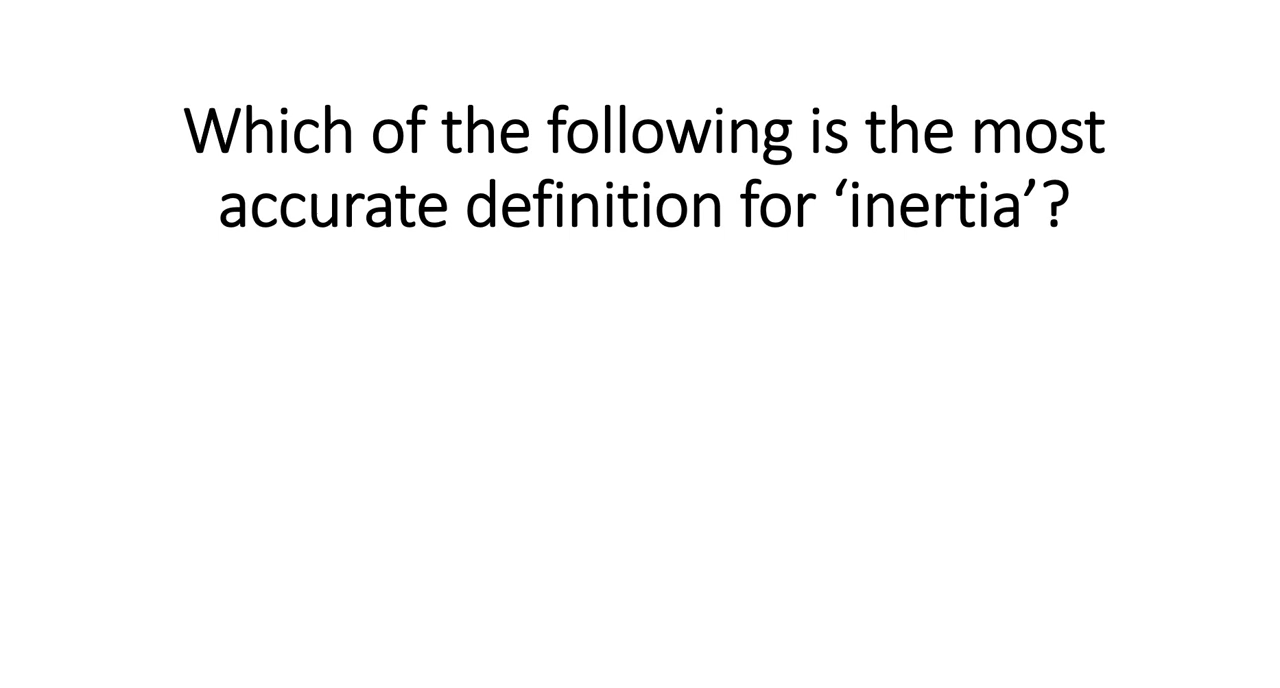 Which of the following is the most
accurate definition for ‘inertia’?